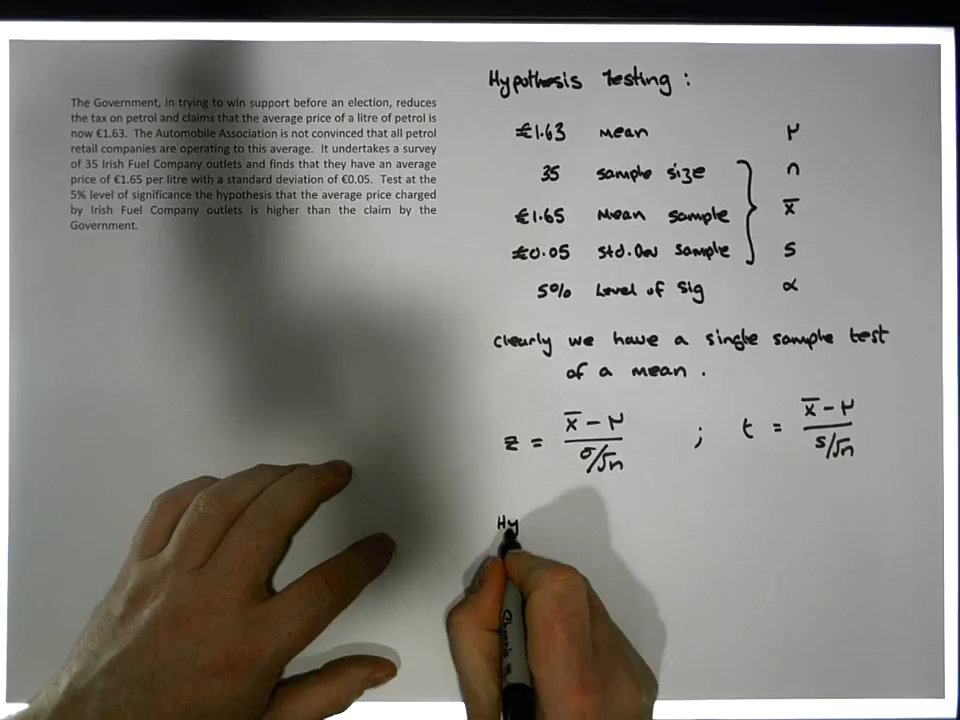 The Government, in trying to win support before an election, reduces
the tax on petrol and claims that the average price of a litre of petrol is
now €1.63. The Automobile Association is not convinced that all petrol
retail companies are operating to this average. It undertakes a survey
of 35 Irish Fuel Company outlets and finds that they have an average
price of €1.65 per litre with a standard deviation of €0.05. Test at the
5% level of significance the hypothesis that the average price charged
by Irish Fuel Company outlets is higher than the claim by the
Government.
Hypothesis Testing :
€1.63 Mean μ
35 sample size n
€1.65 Mean sample x̄
€0.05 Std.Dev sample s
5% Level of Sig α
Clearly we have a single sample test
of a mean .
z = x̄ - μ / σ/√n ; t = x̄ - μ / s/√n
Hy